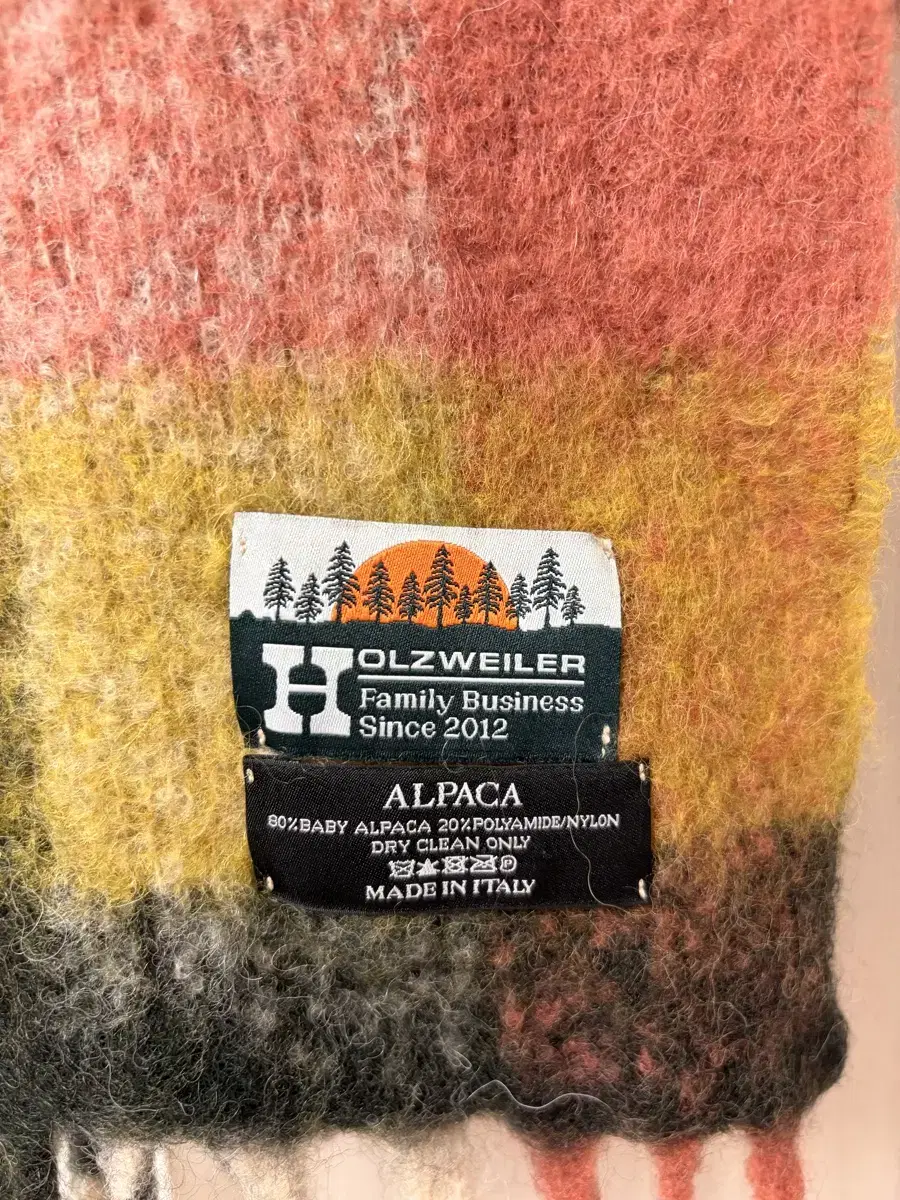 HOLZWEILER
Family Business
Since 2012
ALPACA
80%BABY ALPACA 20%POLYAMIDE/NYLON
DRY CLEAN ONLY
P
MADE IN ITALY